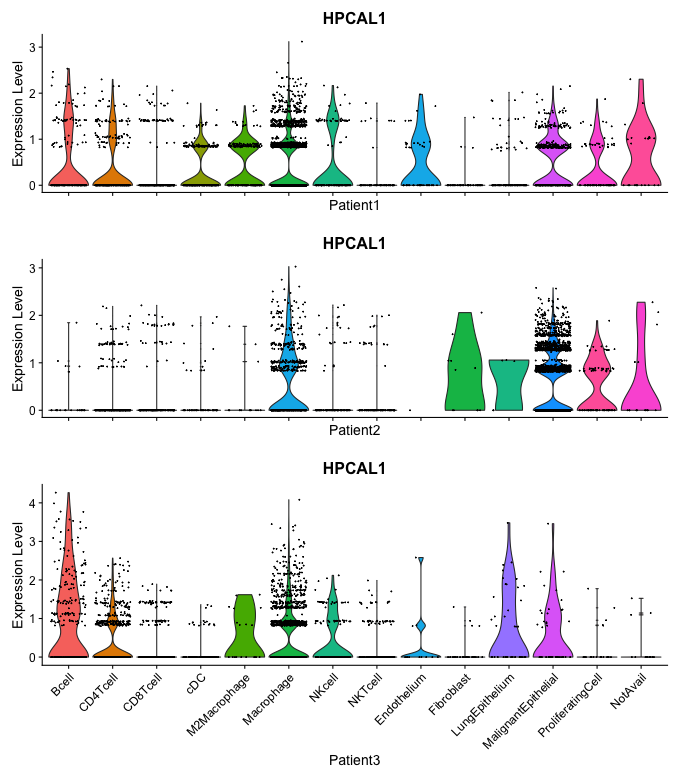 HPCAL1
Expression Level
3
2
1
0
Patient1
HPCAL1
Expression Level
3
2
1
0
Patient2
HPCAL1
Expression Level
4
3
2
1
0
Bcell
CD4Tcell
CD8Tcell
cDC
M2Macrophage
Macrophage
NKcell
NKTcell
Endothelium
Fibroblast
LungEpithelium
MalignantEpithelial
ProliferatingCell
NotAvail
Patient3